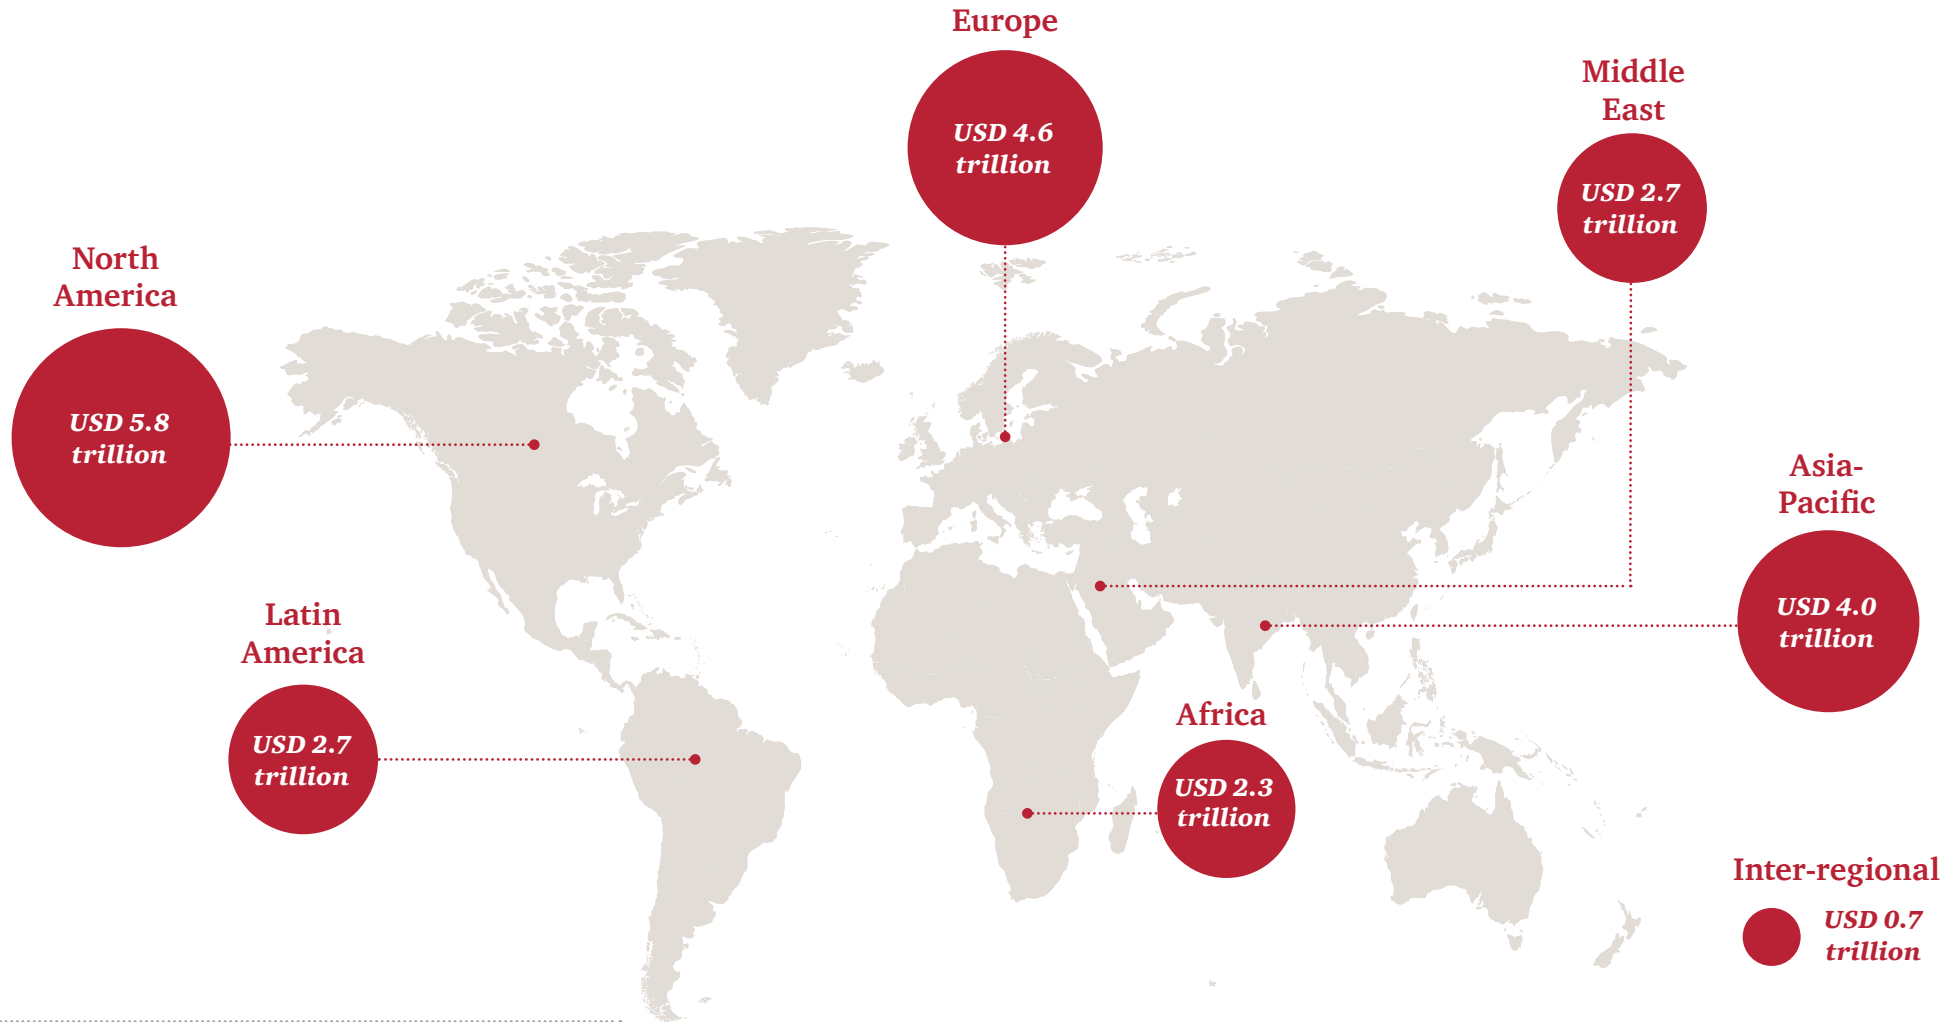 Europe
USD 4.6
trillion
Middle
East
USD 2.7
trillion
North
America
USD 5.8
trillion
Asia-
Pacific
USD 4.0
trillion
Latin
America
USD 2.7
trillion
Africa
USD 2.3
trillion
Inter-regional
USD 0.7
trillion